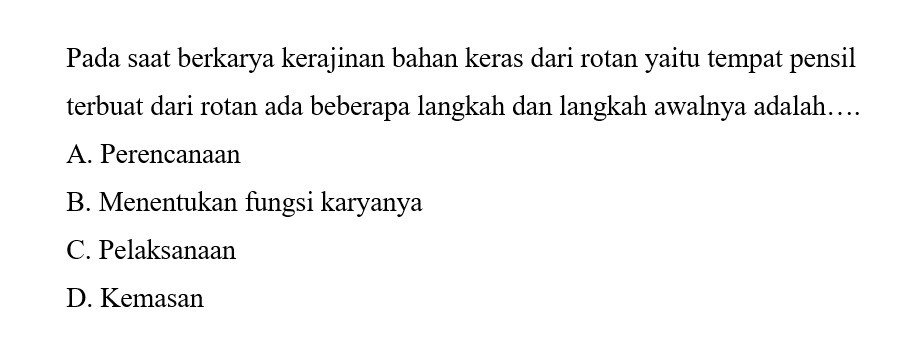 Pada saat berkarya kerajinan bahan keras dari rotan yaitu tempat pensil
terbuat dari rotan ada beberapa langkah dan langkah awalnya adalah….
A. Perencanaan
B. Menentukan fungsi karyanya
C. Pelaksanaan
D. Kemasan